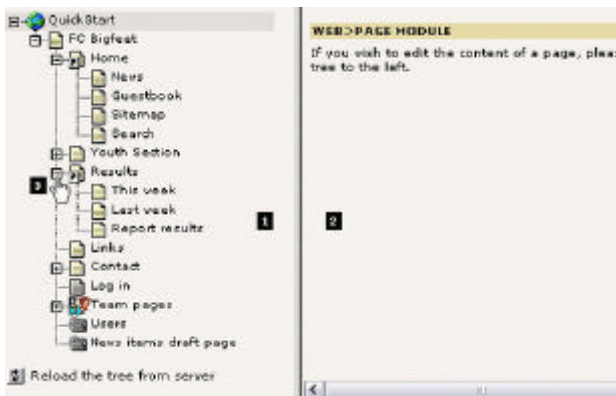 QuickStart
FC Bigfeet
Home
News
Guestbook
Sitemap
Search
Youth Section
Results
3
This week
Last week
Report results
1
Links
Contact
Log in
Team pages
Users
News items draft page
Reload the tree from server
WEB>PAGE MODULE
If you wish to edit the content of a page, plea
tree to the left.
2